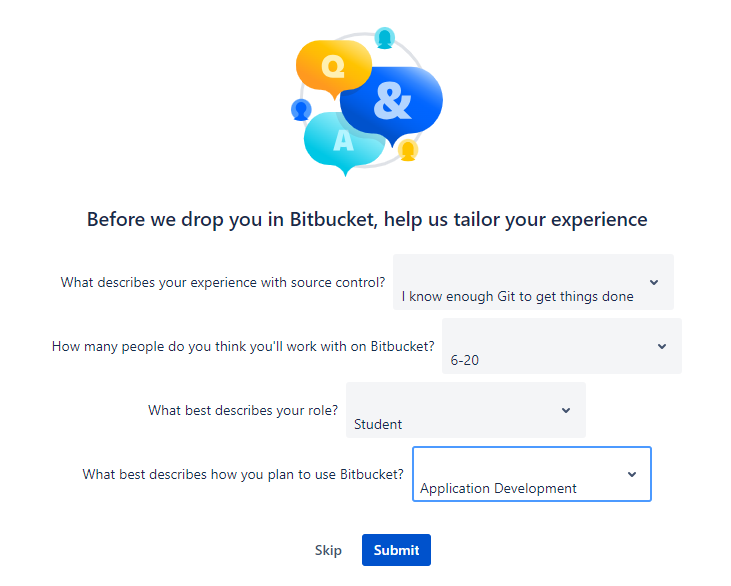 Q
&
A
Before we drop you in Bitbucket, help us tailor your experience
What describes your experience with source control? I know enough Git to get things done
How many people do you think you'll work with on Bitbucket? 6-20
What best describes your role? Student
What best describes how you plan to use Bitbucket? Application Development
Skip Submit